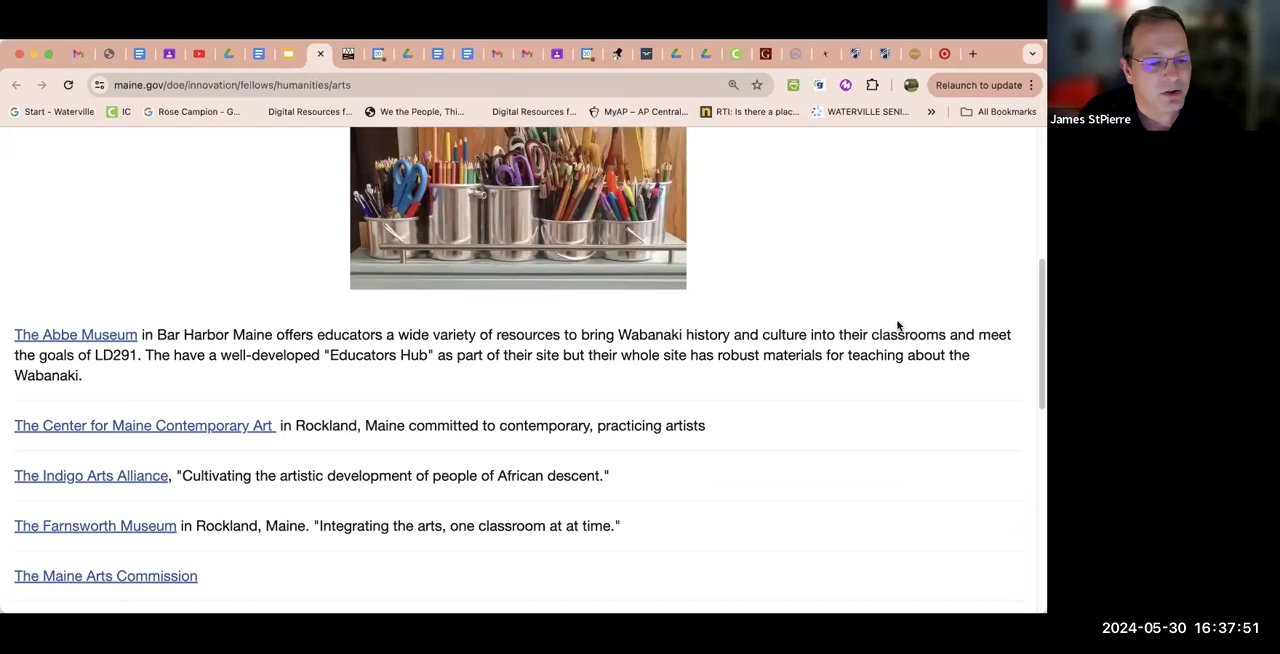 maine.gov/doe/innovation/fellows/humanities/arts
Relaunch to update
Start - Waterville
IC
Rose Campion - G...
Digital Resources f...
We the People, Thi...
Digital Resources f...
MyAP – AP Central...
RTI: Is there a plac...
WATERVILLE SENI...
All Bookmarks
James StPierre
The Abbe Museum in Bar Harbor Maine offers educators a wide variety of resources to bring Wabanaki history and culture into their classrooms and meet
the goals of LD291. The have a well-developed "Educators Hub" as part of their site but their whole site has robust materials for teaching about the
Wabanaki.
The Center for Maine Contemporary Art in Rockland, Maine committed to contemporary, practicing artists
The Indigo Arts Alliance, "Cultivating the artistic development of people of African descent."
The Farnsworth Museum in Rockland, Maine. "Integrating the arts, one classroom at at time."
The Maine Arts Commission
2024-05-30 16:37:51